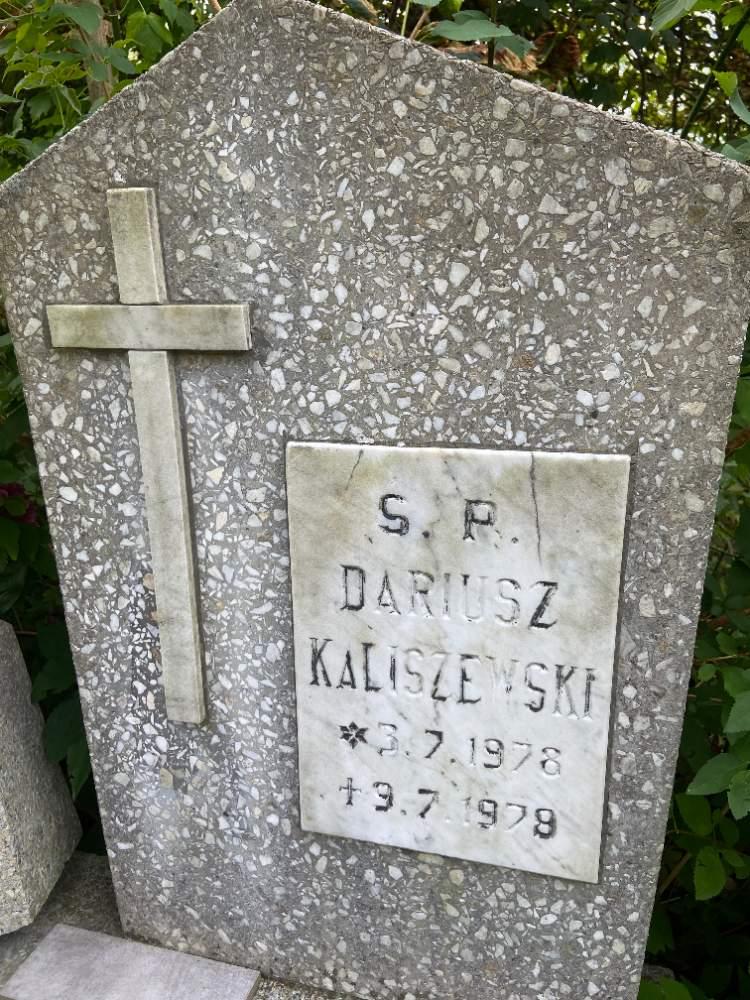 S. P.
DARIUSZ
KALISZEWSKI
* 3.7.1978
† 9.7.1978